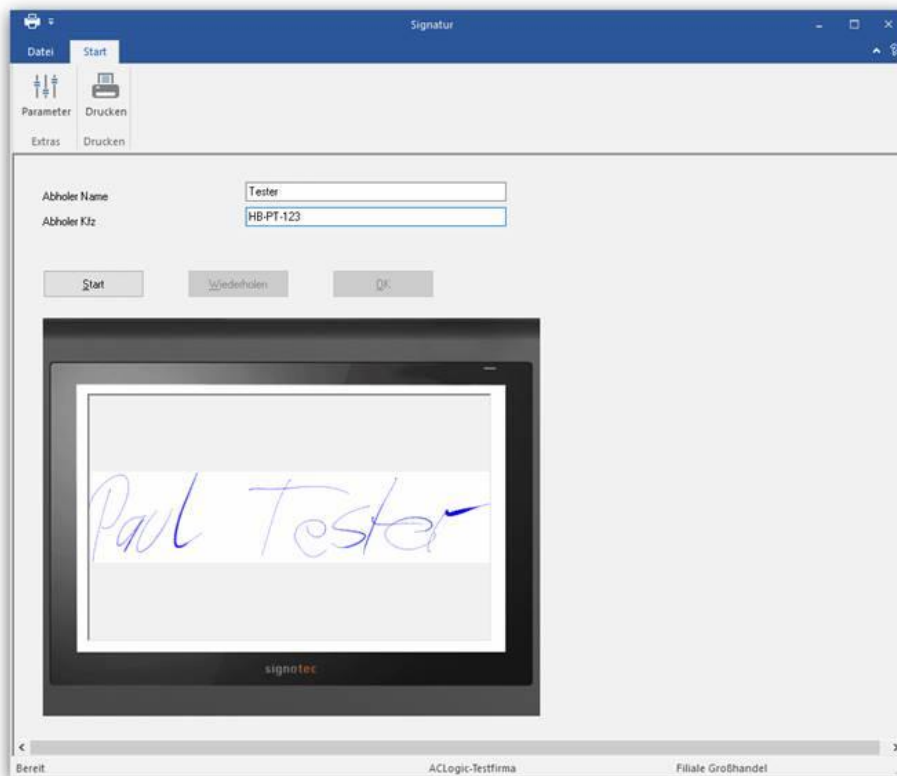 Signatur
Datei Start
Parameter Drucken
Extras Drucken
Abholer Name Tester
Abholer Kfz HB-PT-123
Start Wiederholen OK
Paul Tester
signotec
Bereit ACLogic-Testfirma Filiale Großhandel